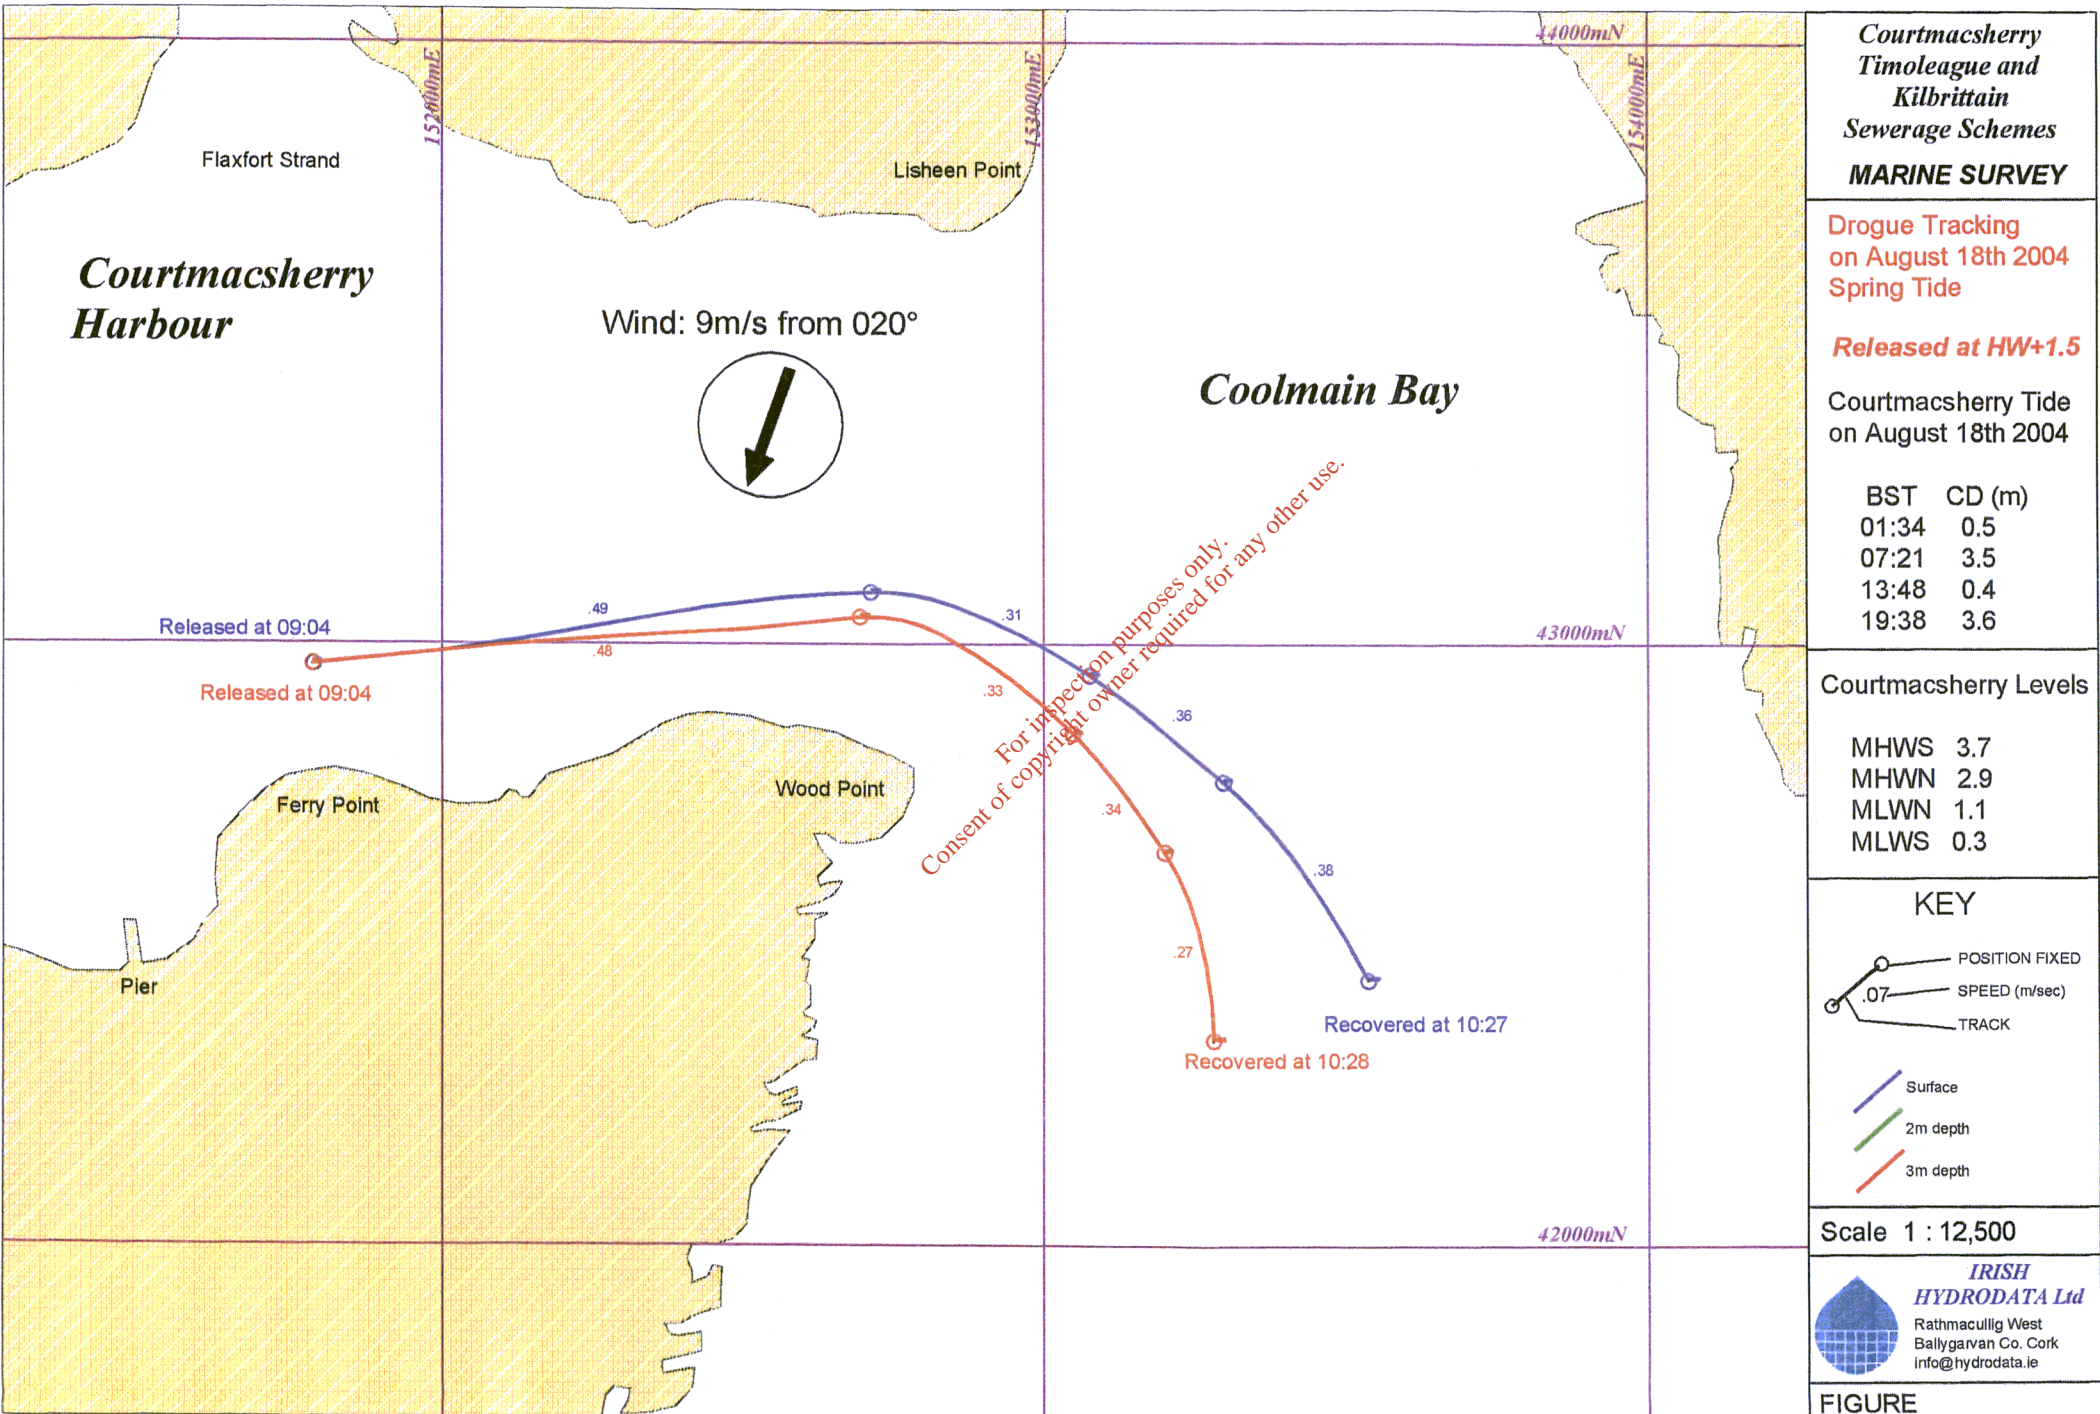 44000mN
152000mE
153000mE
154000mE
Flaxfort Strand
Lisheen Point
Courtmacsherry
Harbour
Wind: 9m/s from 020°
Coolmain Bay
For inspection purposes only.
Consent of copyright owner required for any other use.
Released at 09:04
.49
.31
43000mN
.48
Released at 09:04
.33
.36
Wood Point
Ferry Point
.34
.38
.27
Pier
Recovered at 10:27
Recovered at 10:28
42000mN
Courtmacsherry
Timoleague and
Kilbrittain
Sewerage Schemes
MARINE SURVEY
Drogue Tracking
on August 18th 2004
Spring Tide
Released at HW+1.5
Courtmacsherry Tide
on August 18th 2004
BST CD (m)
01:34 0.5
07:21 3.5
13:48 0.4
19:38 3.6
Courtmacsherry Levels
MHWS 3.7
MHWN 2.9
MLWN 1.1
MLWS 0.3
KEY
POSITION FIXED
.07 SPEED (m/sec)
TRACK
Surface
2m depth
3m depth
Scale 1 : 12,500
IRISH
HYDRODATA Ltd
Rathmacullig West
Ballygarvan Co. Cork
info@hydrodata.ie
FIGURE